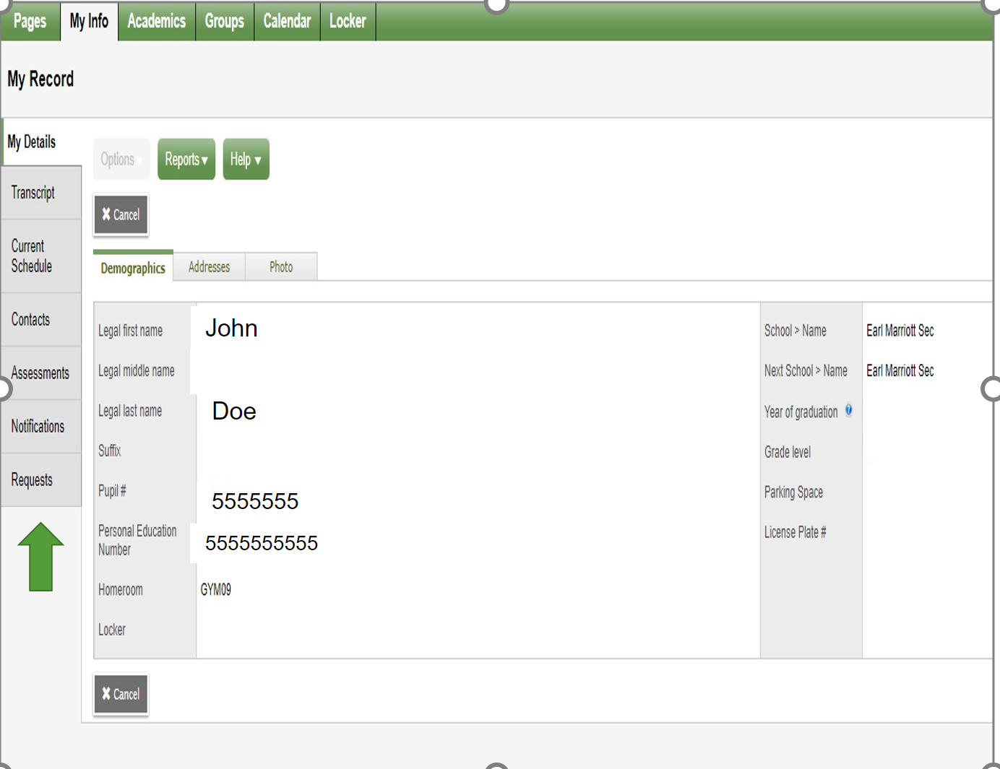 Pages My Info Academics Groups Calendar Locker
My Record
My Details
Transcript
Current
Schedule
Contacts
Assessments
Notifications
Requests
Options Reports Help
Cancel
Demographics Addresses Photo
Legal first name John
Legal middle name
Legal last name Doe
Suffix
Pupil # 5555555
Personal Education
Number 5555555555
Homeroom GYM09
Locker
School > Name Earl Marriott Sec
Next School > Name Earl Marriott Sec
Year of graduation ?
Grade level
Parking Space
License Plate #
Cancel